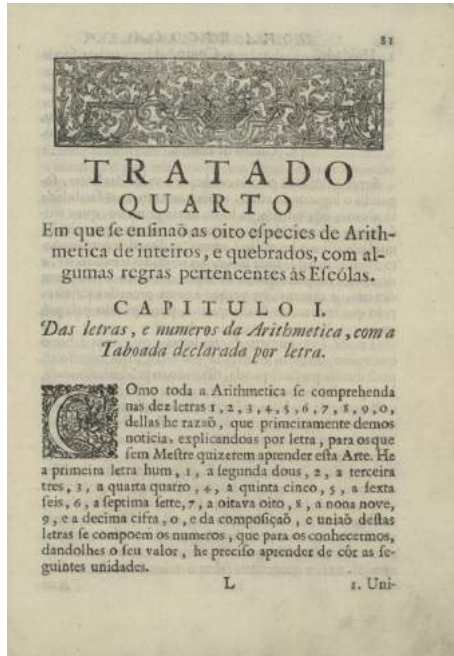 81
TRATADO
QUARTO
Em que ſe enſinaõ as oito eſpecies de Arith-
metica de inteiros, e quebrados, com al-
gumas regras pertencentes ás Eſcólas.
CAPITULO I.
Das letras, e numeros da Arithmetica, com a
Taboada declarada por letra.
COmo toda a Arithmetica ſe comprehenda
nas dez letras 1, 2, 3, 4, 5, 6, 7, 8, 9, 0,
dellas he razaõ, que primeiramente demos
noticia, explicandoas por letra, para os que
ſem Meſtre quizerem aprender eſta Arte. He
a primeira letra hum, 1, a ſegunda dous, 2, a terceira
tres, 3, a quarta quatro, 4, a quinta cinco, 5, a ſexta
ſeis, 6, a ſeptima ſette, 7, a oitava oito, 8, a nona nove,
9, e a decima cifra, 0, e da compoſiçaõ, e uniaõ deſtas
letras ſe compoem os numeros, que para os conhecermos,
dandolhes o ſeu valor, he preciſo aprender de cór as ſe-
guintes unidades.
L
1. Uni-